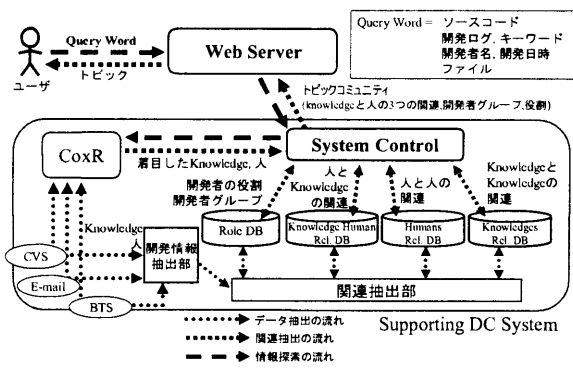 Query Word
トピック
ユーザ
Web Server
Query Word = ソースコード
開発ログ, キーワード
開発者名, 開発日時
ファイル
トピックコミュニティ
(knowledgeと人の3つの関連,開発者グループ,役割)
CoxR
着目したKnowledge, 人
System Control
開発者の役割
開発者グループ
人と
Knowledge
の関連
人と人の
関連
Knowledgeと
Knowledgeの
関連
Role DB
Knowledge Human
Rel. DB
Humans
Rel. DB
Knowledges
Rel. DB
Knowledge
人
CVS
E-mail
BTS
開発情報
抽出部
関連抽出部
データ抽出の流れ
関連抽出の流れ
情報探索の流れ
Supporting DC System